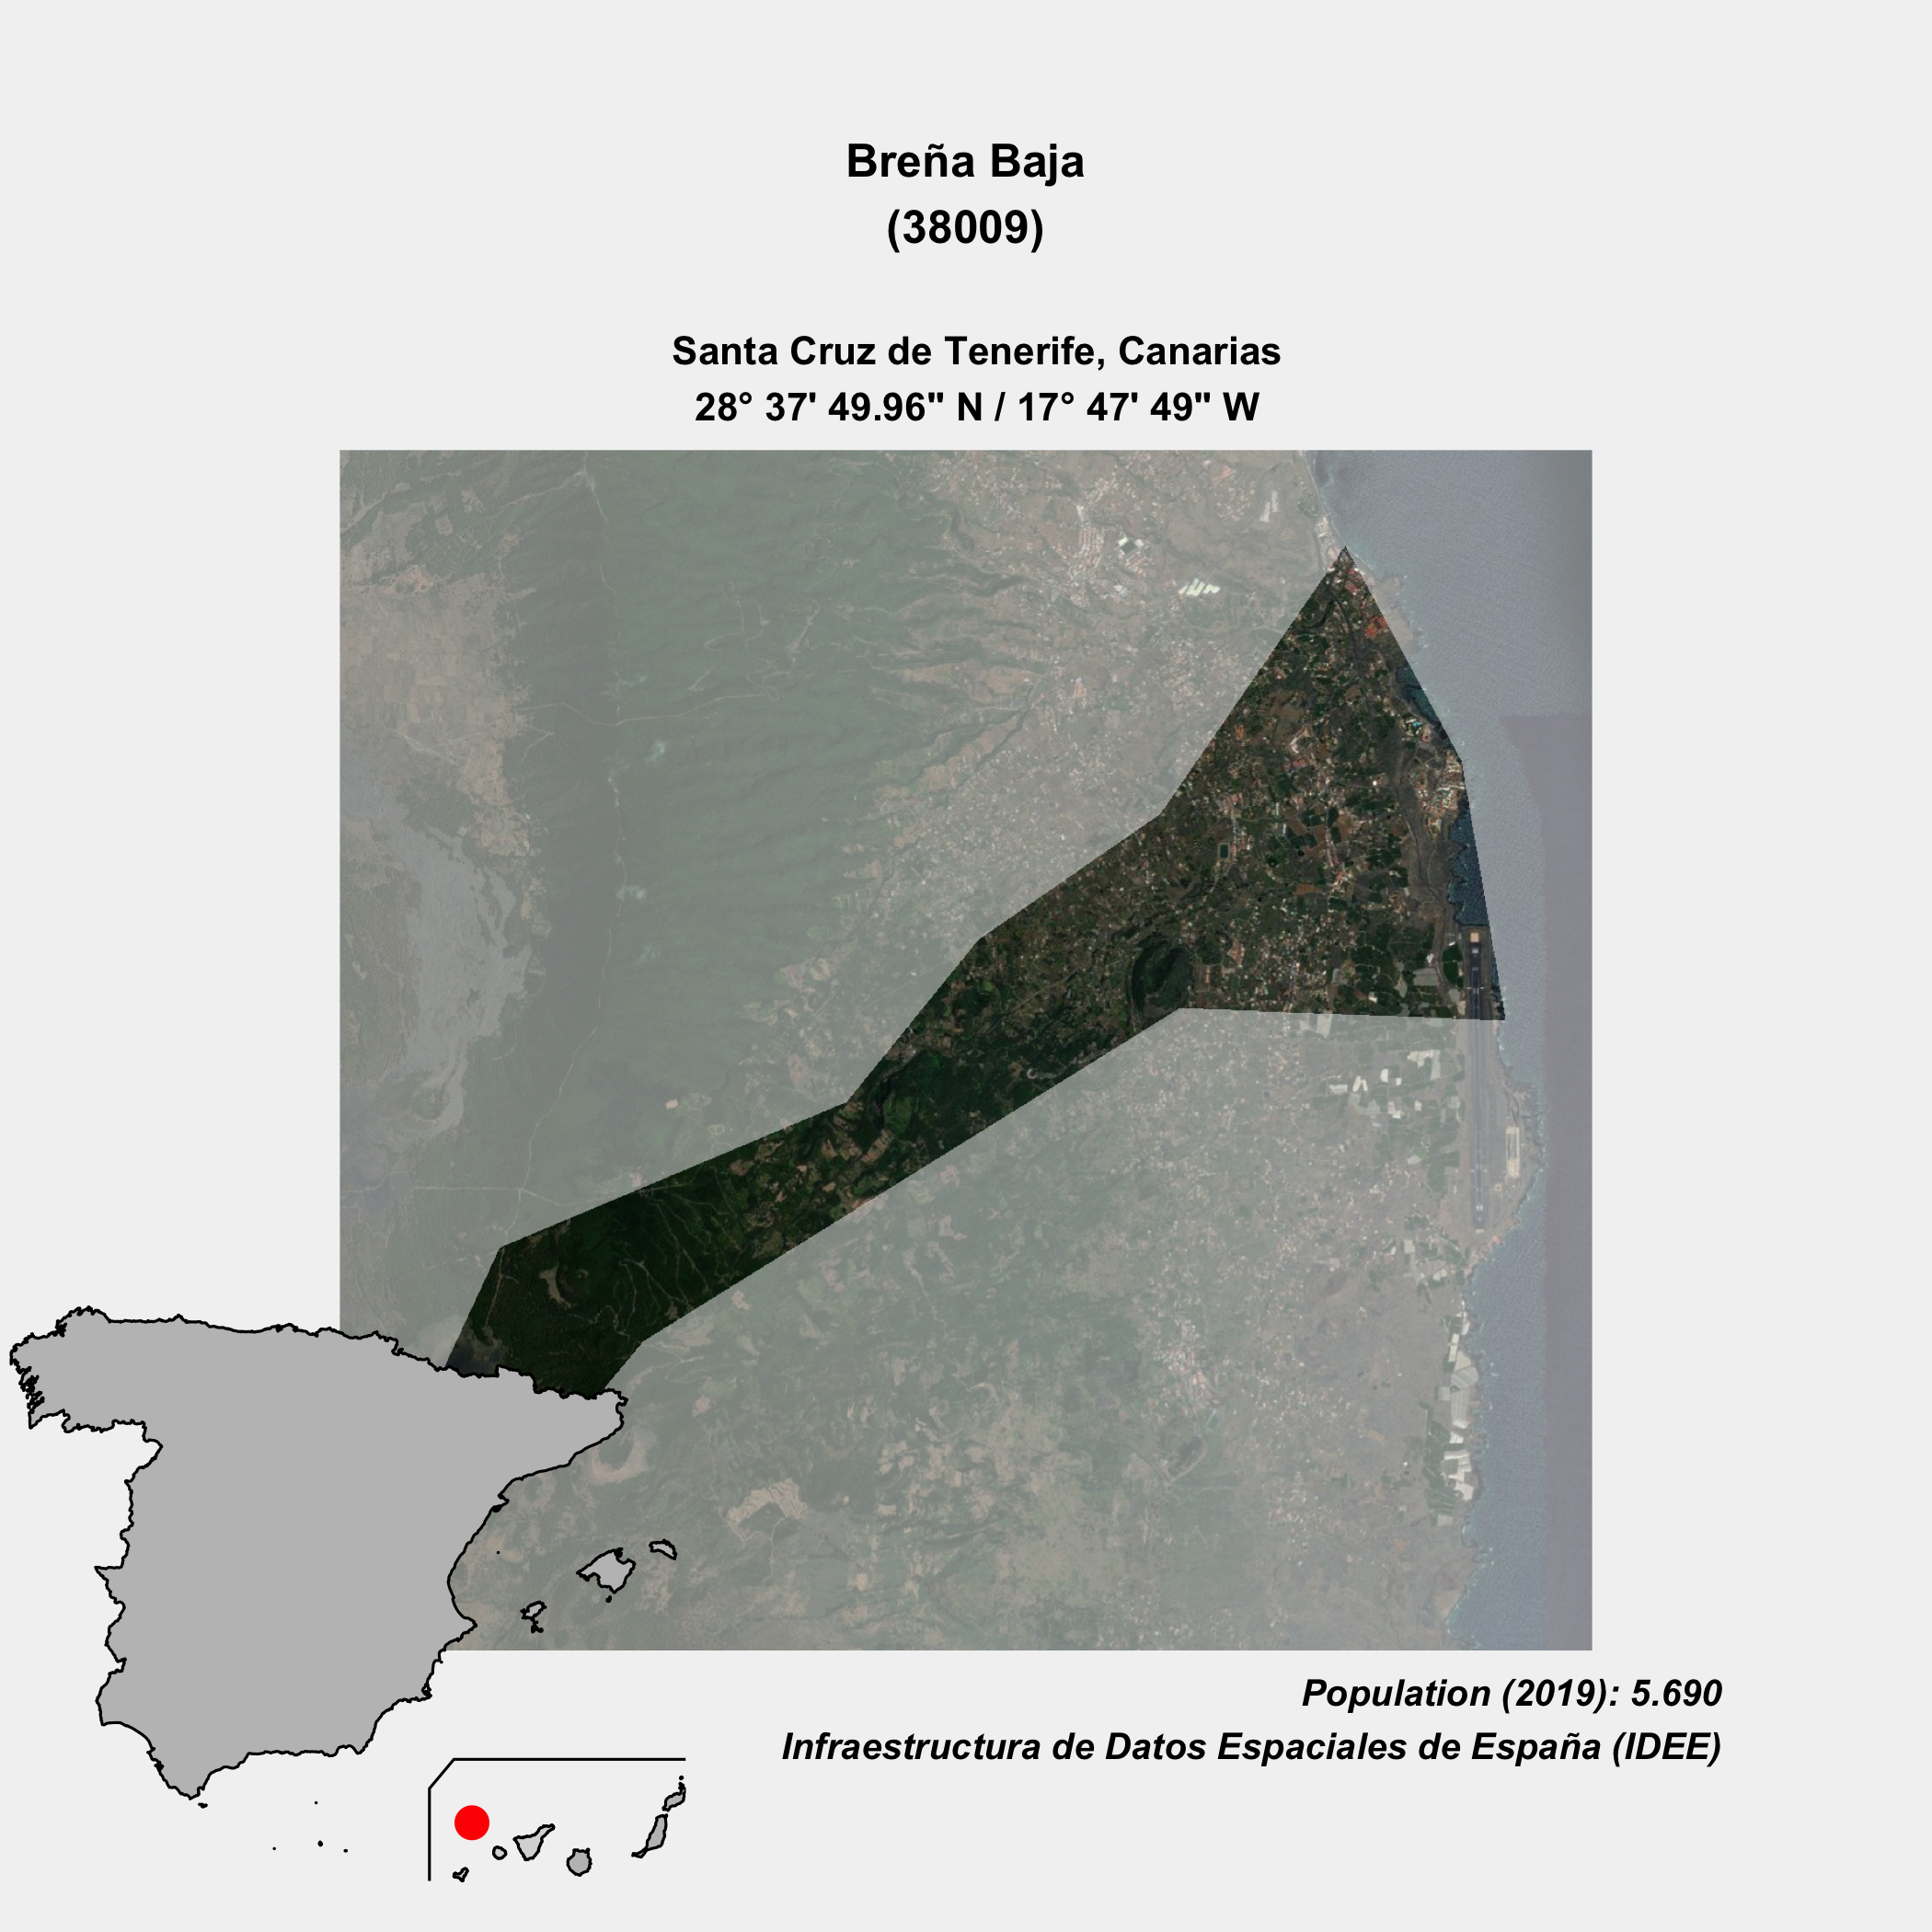 Breña Baja
(38009)
Santa Cruz de Tenerife, Canarias
28° 37' 49.96" N / 17° 47' 49" W
Population (2019): 5.690
Infraestructura de Datos Espaciales de España (IDEE)